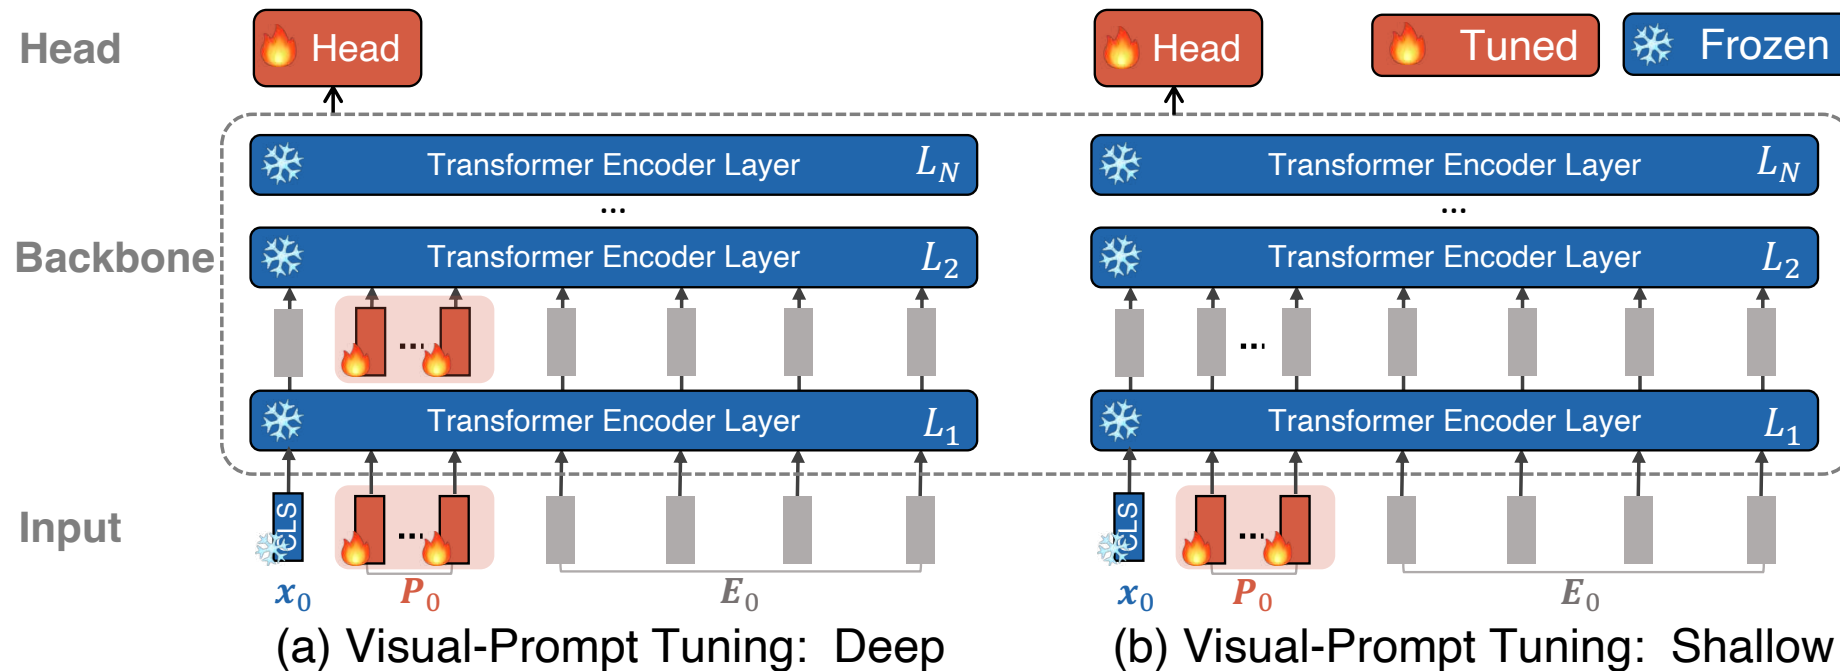 Head
Head
Head
Tuned
Frozen
Backbone
Transformer Encoder Layer L_N
Transformer Encoder Layer L_N
...
...
Transformer Encoder Layer L_2
Transformer Encoder Layer L_2
...
...
Transformer Encoder Layer L_1
Transformer Encoder Layer L_1
Input
CLS
...
CLS
...
x_0
P_0
E_0
x_0
P_0
E_0
(a) Visual-Prompt Tuning: Deep
(b) Visual-Prompt Tuning: Shallow